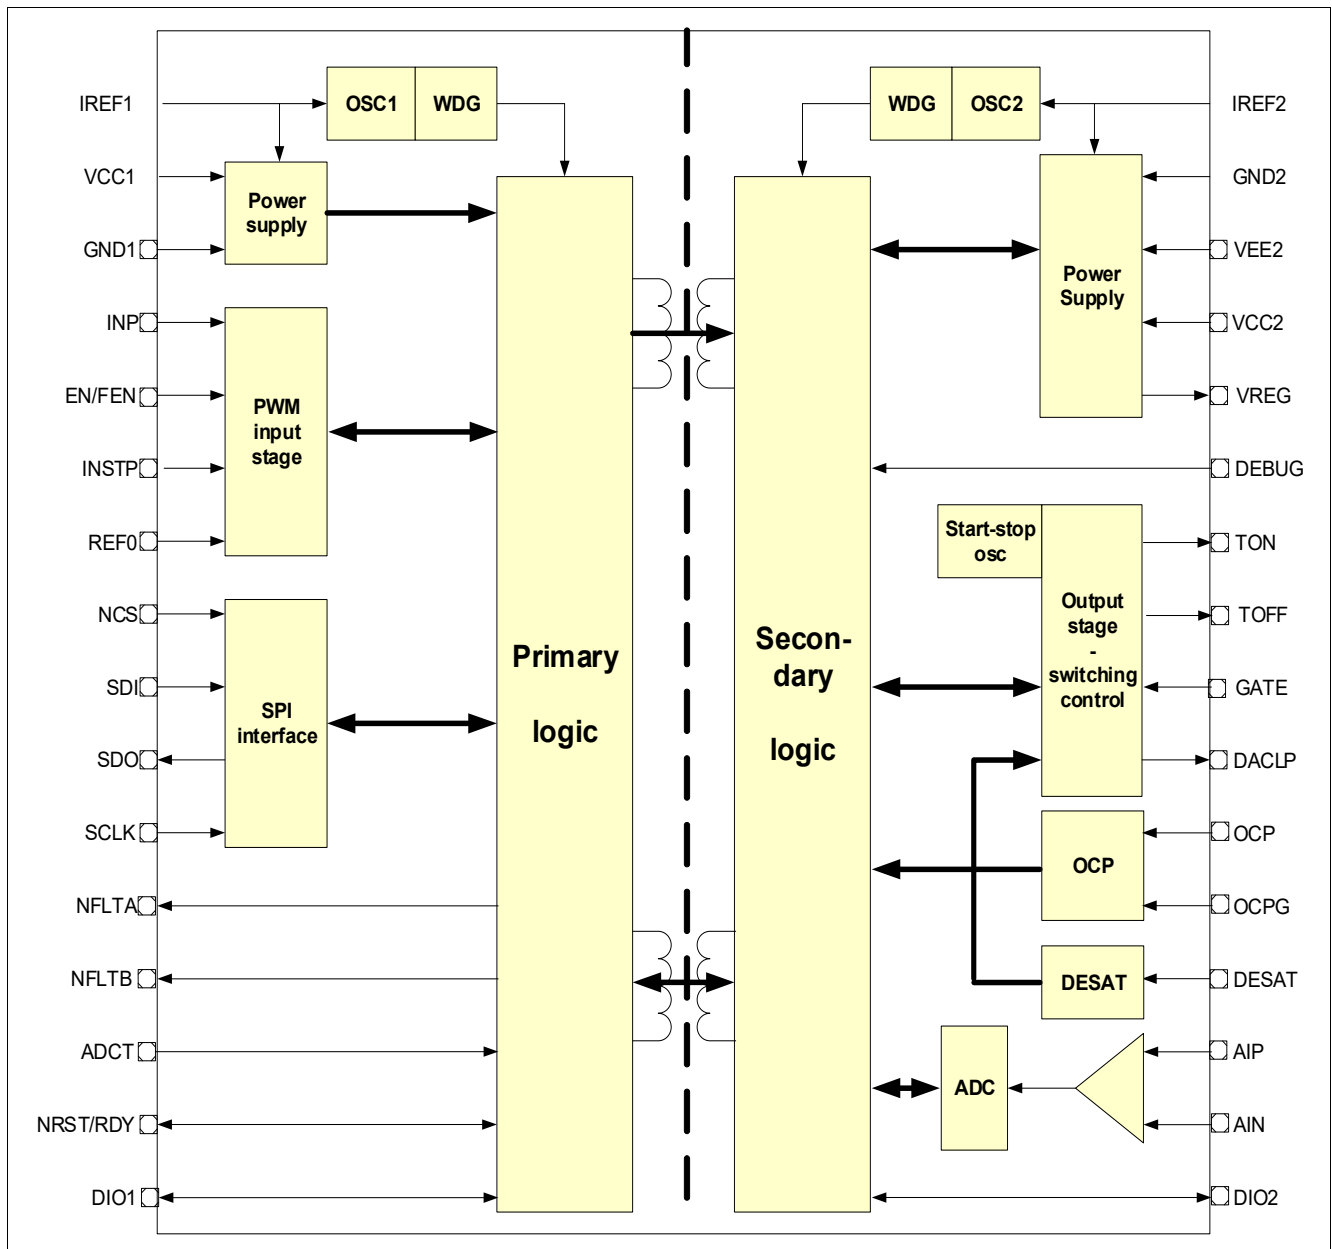 IREF1
OSC1
WDG
WDG
OSC2
IREF2
VCC1
Power
supply
GND1
GND2
VEE2
Power
Supply
VCC2
VREG
INP
EN/FEN
PWM
input
stage
INSTP
REF0
DEBUG
Start-stop
osc
TON
Output
stage
-
switching
control
TOFF
GATE
DACLP
NCS
SDI
SPI
interface
SDO
SCLK
Primary
logic
Secon-
dary
logic
OCP
OCP
OCPG
NFLTA
NFLTB
DESAT
DESAT
ADCT
ADC
AIP
AIN
NRST/RDY
DIO1
DIO2